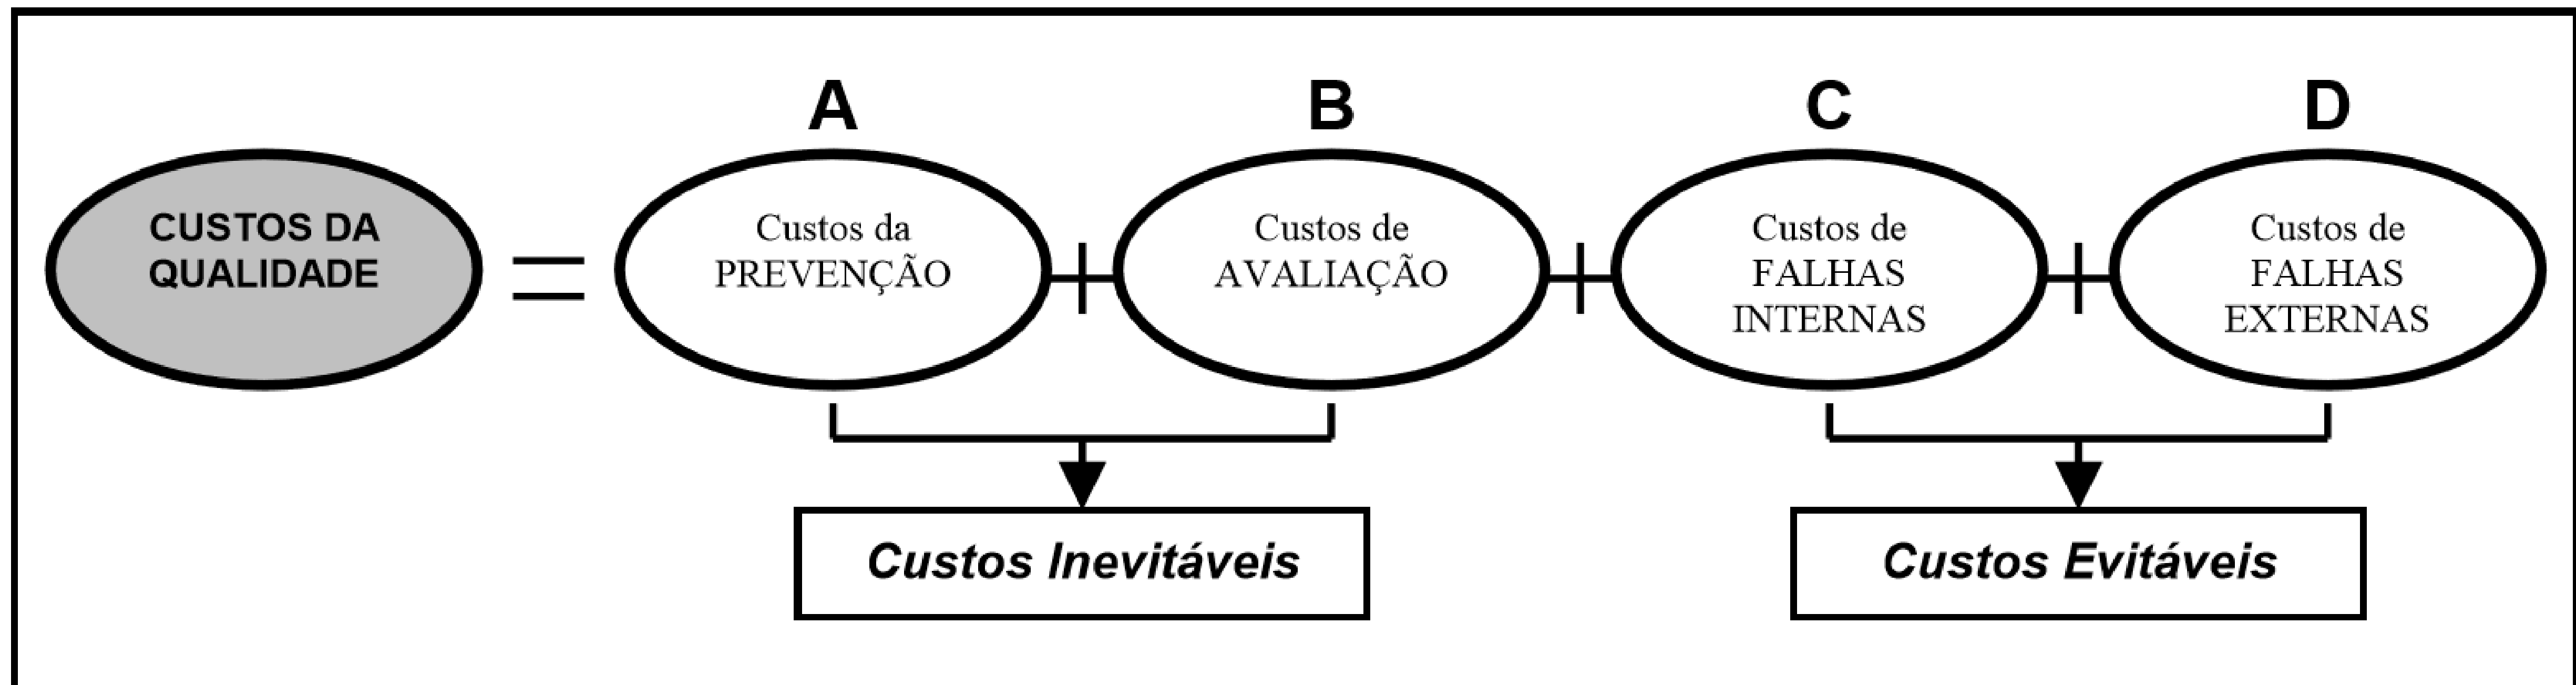 A
B
C
D
CUSTOS DA
QUALIDADE
=
Custos da
PREVENÇÃO
+
Custos de
AVALIAÇÃO
+
Custos de
FALHAS
INTERNAS
+
Custos de
FALHAS
EXTERNAS
Custos Inevitáveis
Custos Evitáveis